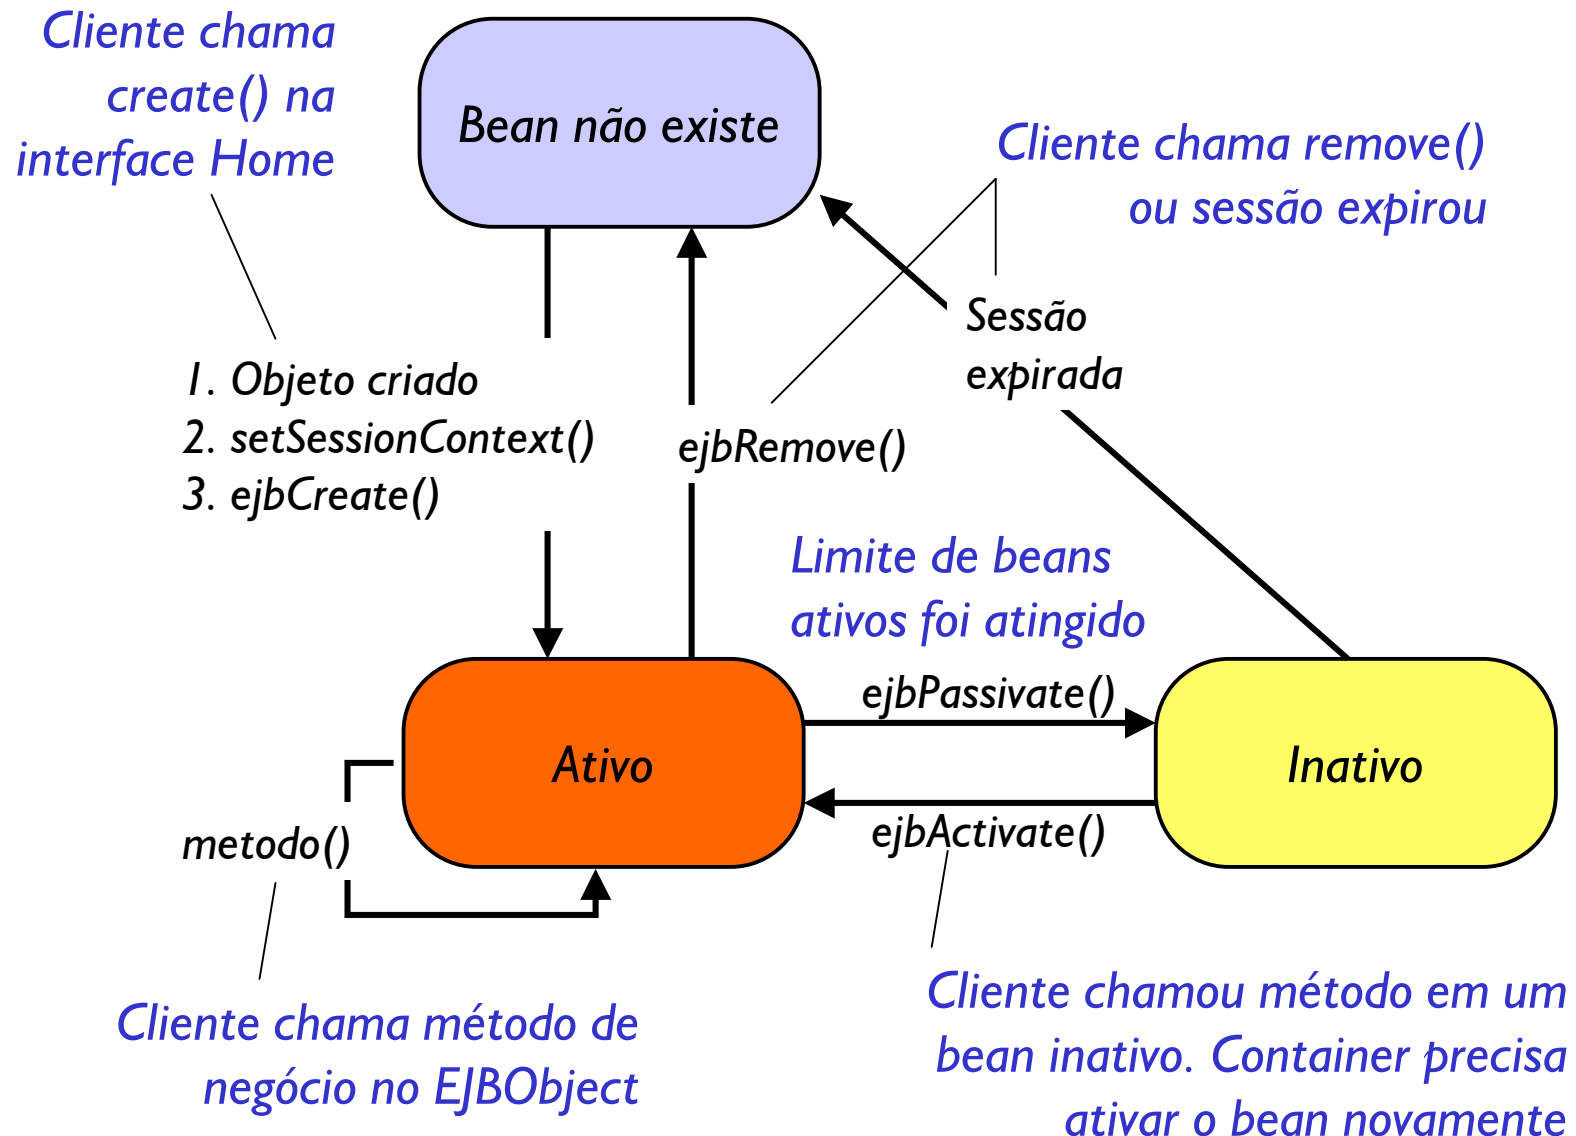 Cliente chama
create() na
interface Home
Bean não existe
Cliente chama remove()
ou sessão expirou
Sessão
expirada
1. Objeto criado
2. setSessionContext()
3. ejbCreate()
ejbRemove()
Limite de beans
ativos foi atingido
ejbPassivate()
Ativo
Inativo
ejbActivate()
metodo()
Cliente chama método de
negócio no EJBObject
Cliente chamou método em um
bean inativo. Container precisa
ativar o bean novamente